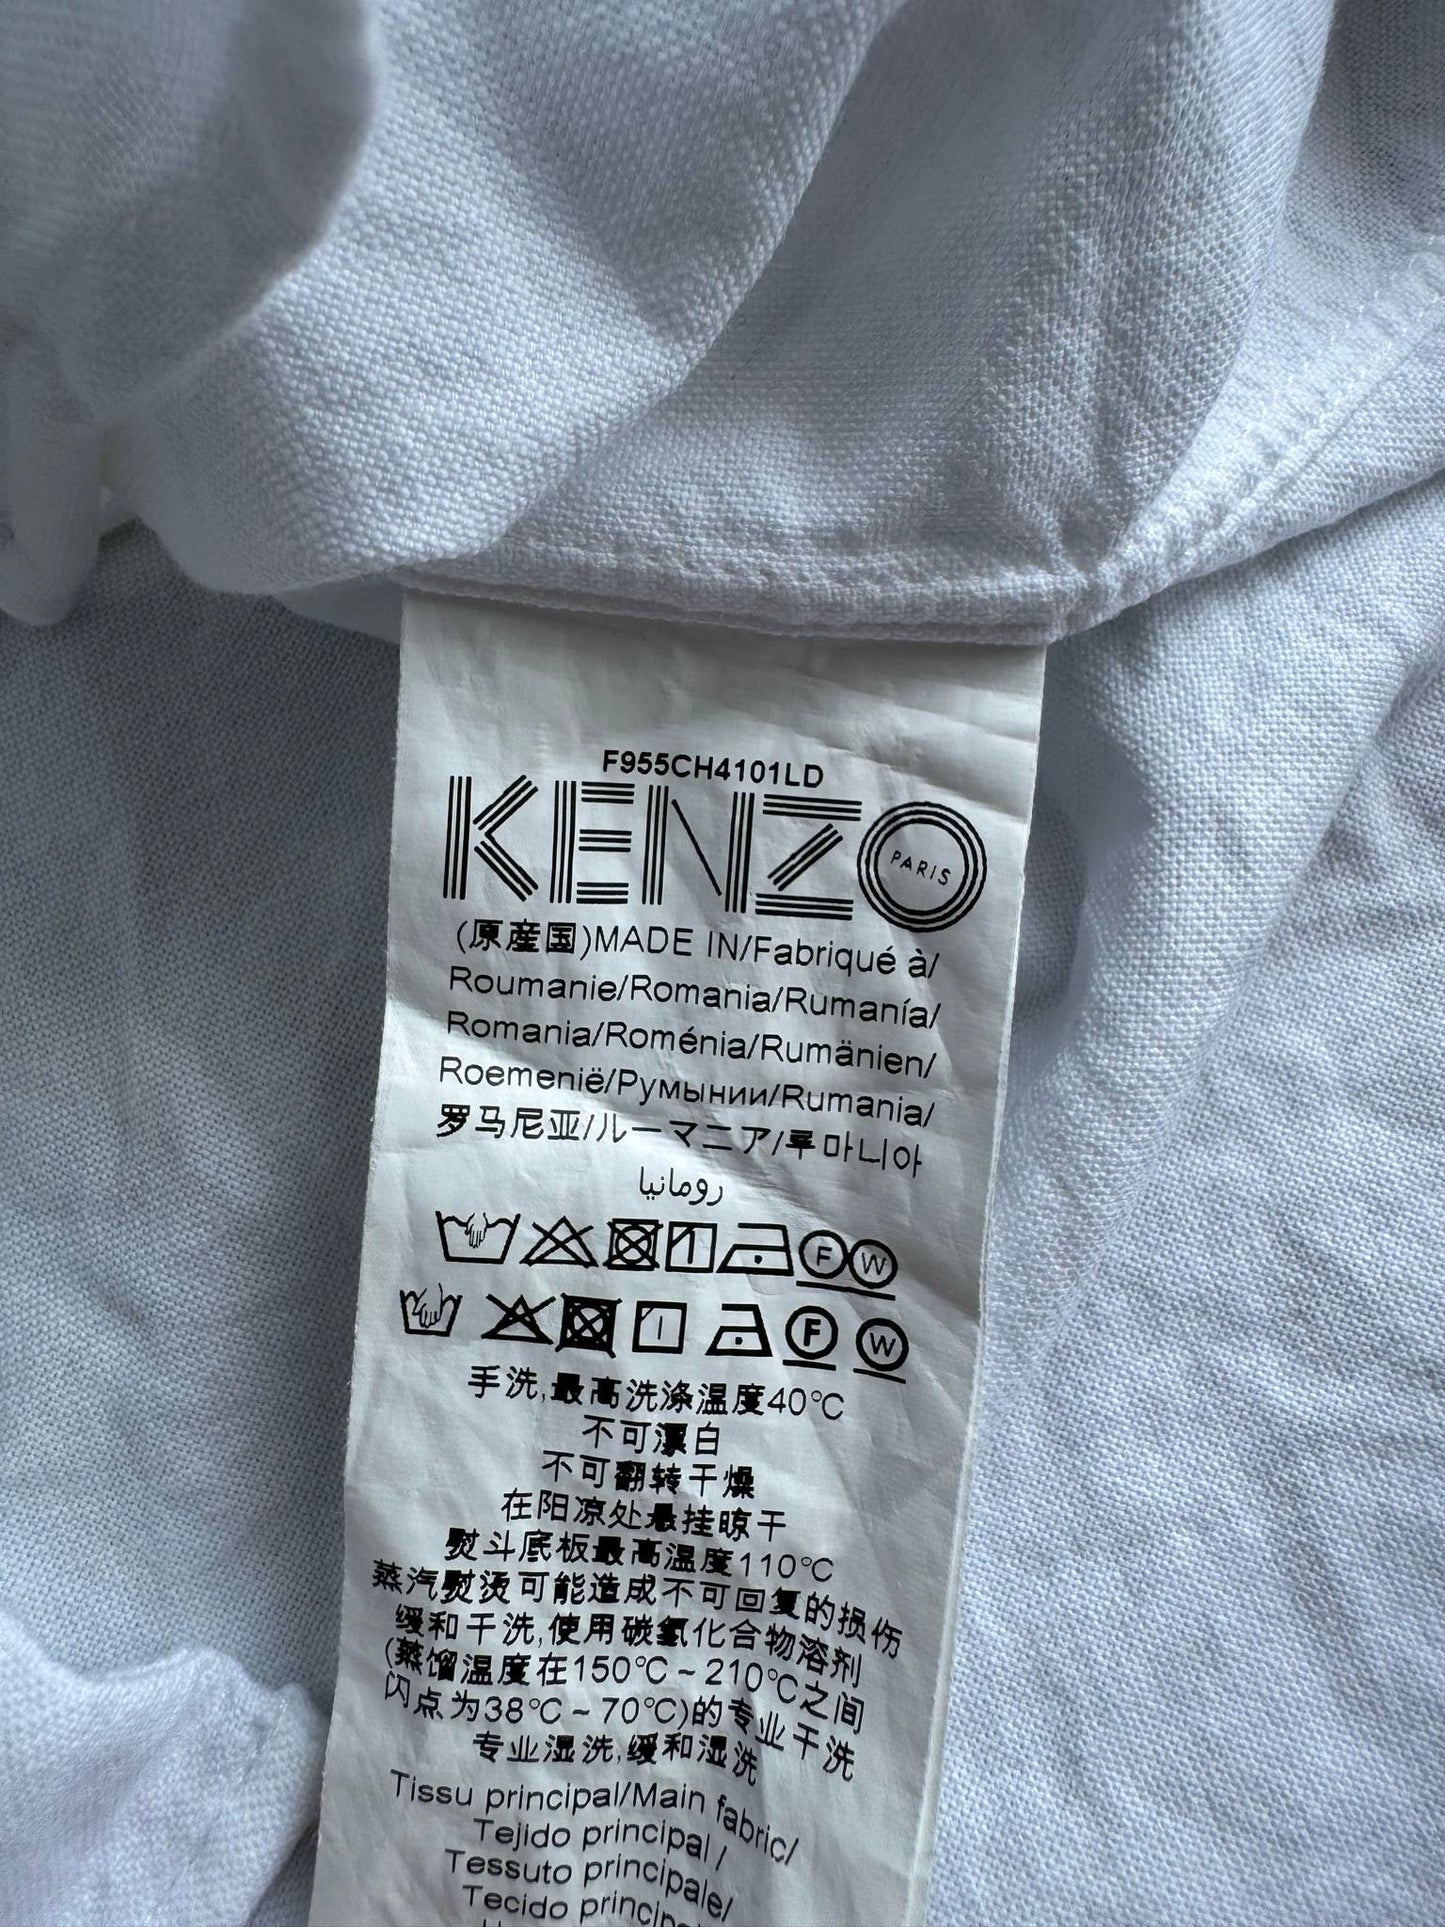 F955CH4101LD
KENZO
PARIS
(原産国)MADE IN/Fabriqué à/
Roumanie/Romania/Rumanía/
Romania/Roménia/Rumänien/
Roemenië/Румынии/Rumania/
罗马尼亚/ルーマニア/루마니아
رومانيا
F W
F W
手洗,最高洗涤温度40℃
不可漂白
不可翻转干燥
在阳凉处悬挂晾干
熨斗底板最高温度110℃
蒸汽熨烫可能造成不可回复的损伤
缓和干洗,使用碳氢化合物溶剂
(蒸馏温度在150℃~210℃之间
闪点为38℃~70℃)的专业干洗
专业湿洗,缓和湿洗
Tissu principal/Main fabric/
Tejido principal /
Tessuto principale/
Tecido